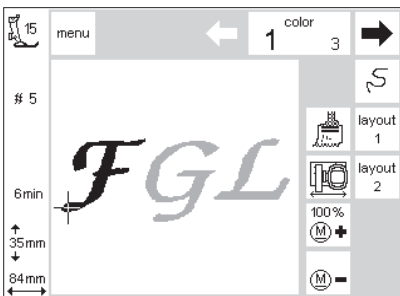 15
menu
color
1 3
# 5
layout
1
FGL
layout
2
6min
100%
M +
35mm
84mm
M -